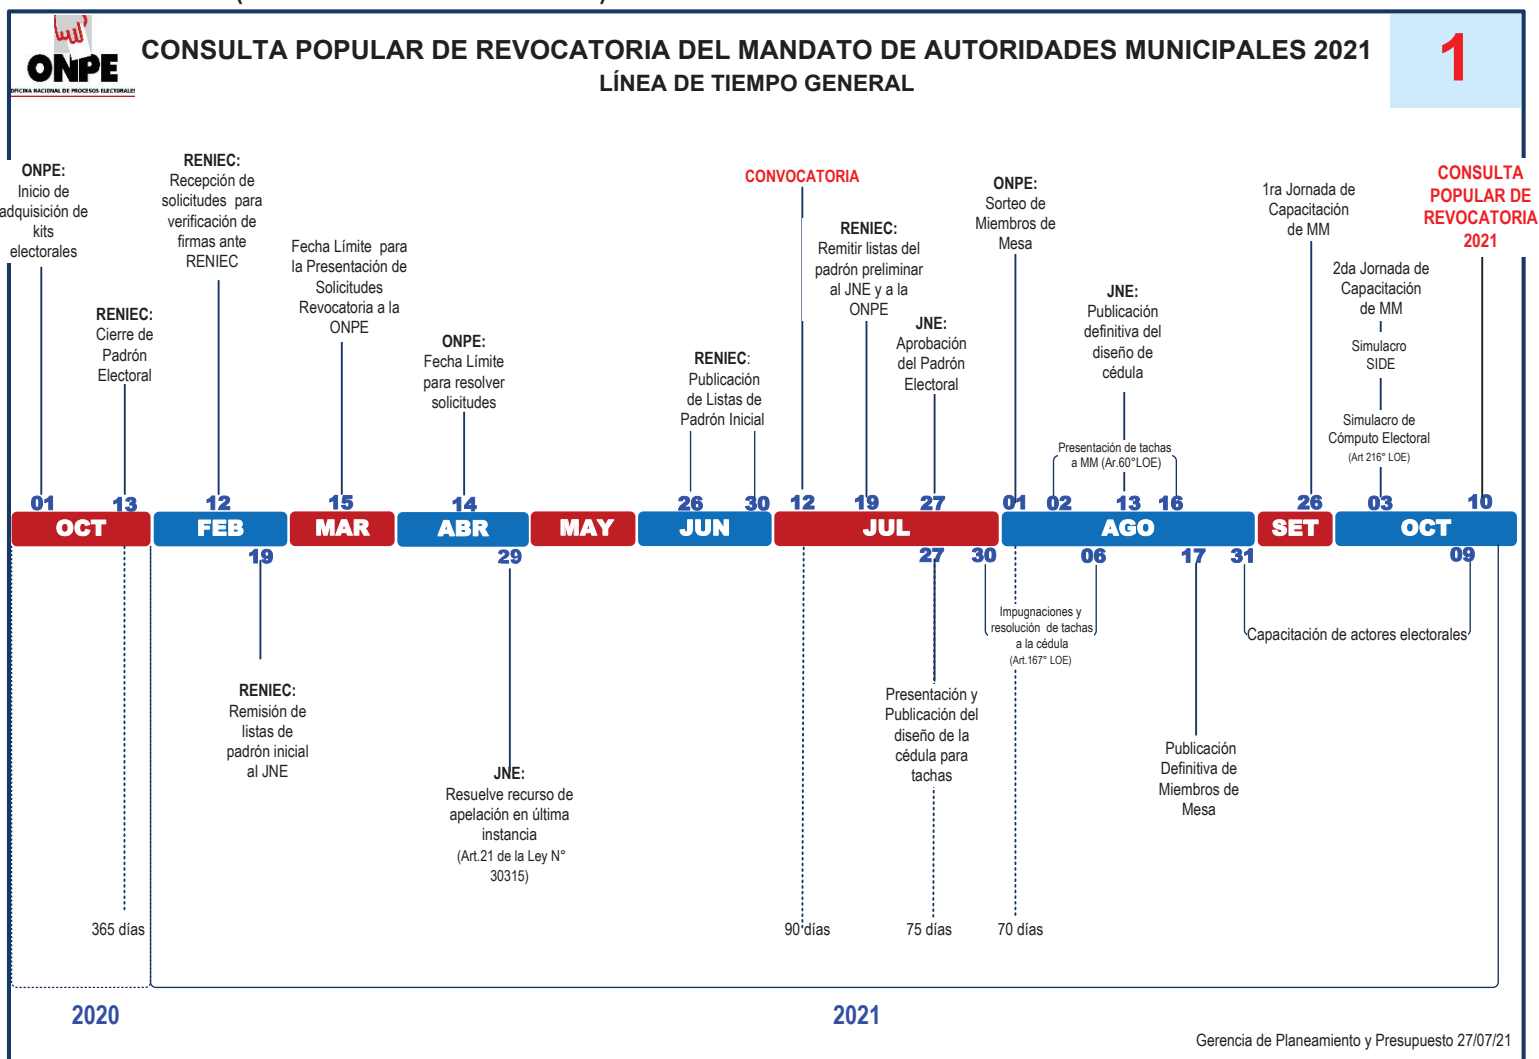 ONPE
OFICINA NACIONAL DE PROCESOS ELECTORALES
CONSULTA POPULAR DE REVOCATORIA DEL MANDATO DE AUTORIDADES MUNICIPALES 2021
LÍNEA DE TIEMPO GENERAL
1
ONPE:
Inicio de
adquisición de
kits
electorales
RENIEC:
Cierre de
Padrón
Electoral
RENIEC:
Recepción de
solicitudes para
verificación de
firmas ante
RENIEC
Fecha Límite para
la Presentación de
Solicitudes
Revocatoria a la
ONPE
ONPE:
Fecha Límite
para resolver
solicitudes
RENIEC:
Publicación
de Listas de
Padrón Inicial
CONVOCATORIA
RENIEC:
Remitir listas del
padrón preliminar
al JNE y a la
ONPE
JNE:
Aprobación
del Padrón
Electoral
ONPE:
Sorteo de
Miembros de
Mesa
Presentación de tachas
a MM (Ar.60°LOE)
JNE:
Publicación
definitiva del
diseño de
cédula
1ra Jornada de
Capacitación
de MM
2da Jornada de
Capacitación
de MM
Simulacro
SIDE
Simulacro de
Cómputo Electoral
(Art 216° LOE)
CONSULTA
POPULAR DE
REVOCATORIA
2021
01 13 12 15 14 26 30 12 19 27 01 02 13 16 26 03 10
OCT FEB MAR ABR MAY JUN JUL AGO SET OCT
19 29 27 30 06 17 31 09
RENIEC:
Remisión de
listas de
padrón inicial
al JNE
JNE:
Resuelve recurso de
apelación en última
instancia
(Art.21 de la Ley N°
30315)
Presentación y
Publicación del
diseño de la
cédula para
tachas
Impugnaciones y
resolución de tachas
a la cédula
(Art.167° LOE)
Publicación
Definitiva de
Miembros de
Mesa
Capacitación de actores electorales
365 días 90 días 75 días 70 días
2020 2021
Gerencia de Planeamiento y Presupuesto 27/07/21